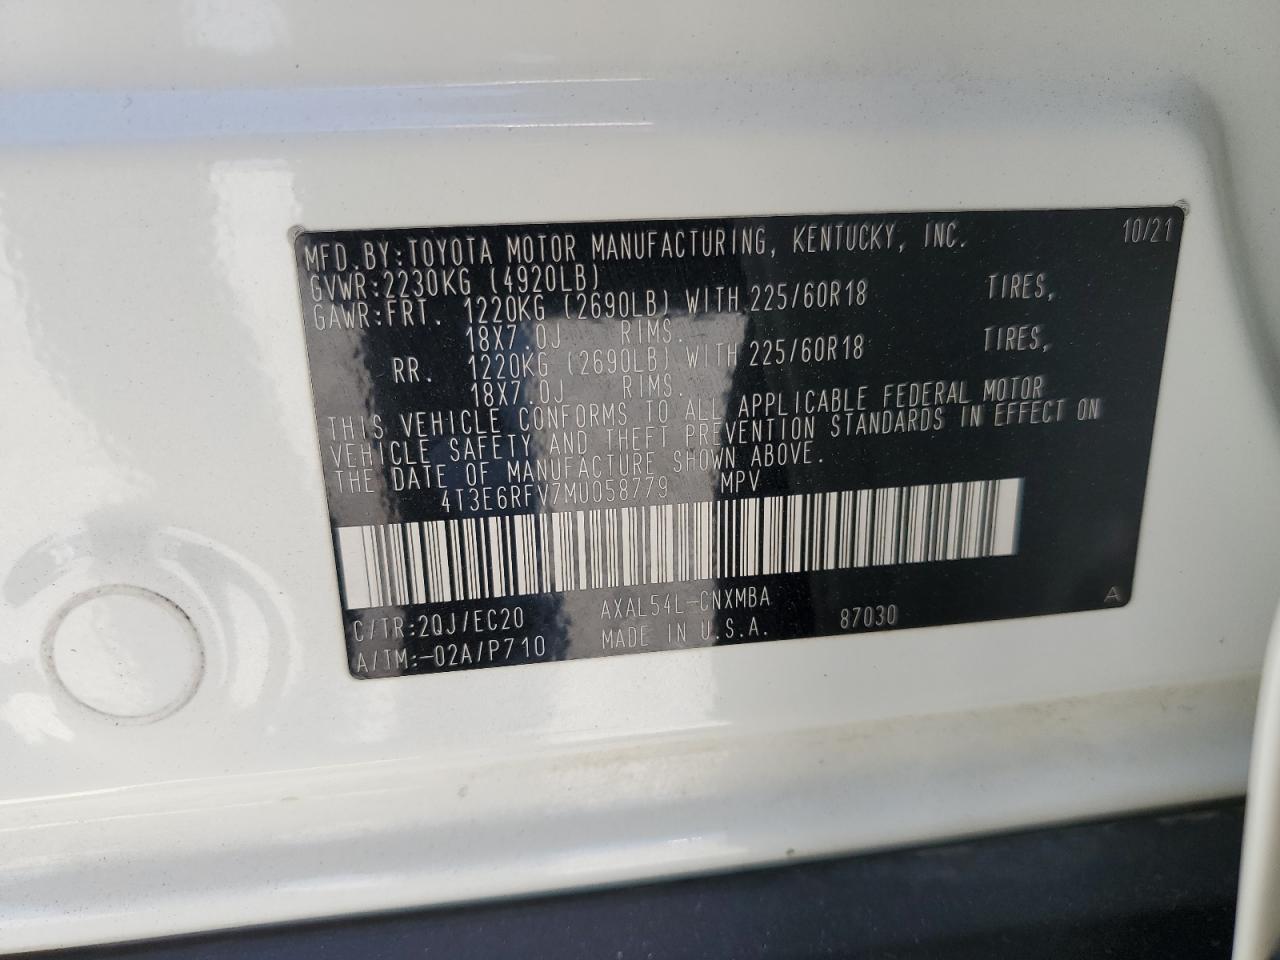 MFD. BY: TOYOTA MOTOR MANUFACTURING, KENTUCKY, INC. 10/21
GVWR: 2230KG (4920LB)
GAWR: FRT. 1220KG (2690LB) WITH 225/60R18 TIRES,
18X7.0J RIMS.
RR. 1220KG (2690LB) WITH 225/60R18 TIRES,
18X7.0J RIMS.
THIS VEHICLE CONFORMS TO ALL APPLICABLE FEDERAL MOTOR
VEHICLE SAFETY AND THEFT PREVENTION STANDARDS IN EFFECT ON
THE DATE OF MANUFACTURE SHOWN ABOVE.
4T3E6RFV7MU058779 MPV
C/TR:2QJ/EC20 AXAL54L-CNXMBA A
A/TM:-02A/P710 MADE IN U.S.A. 87030